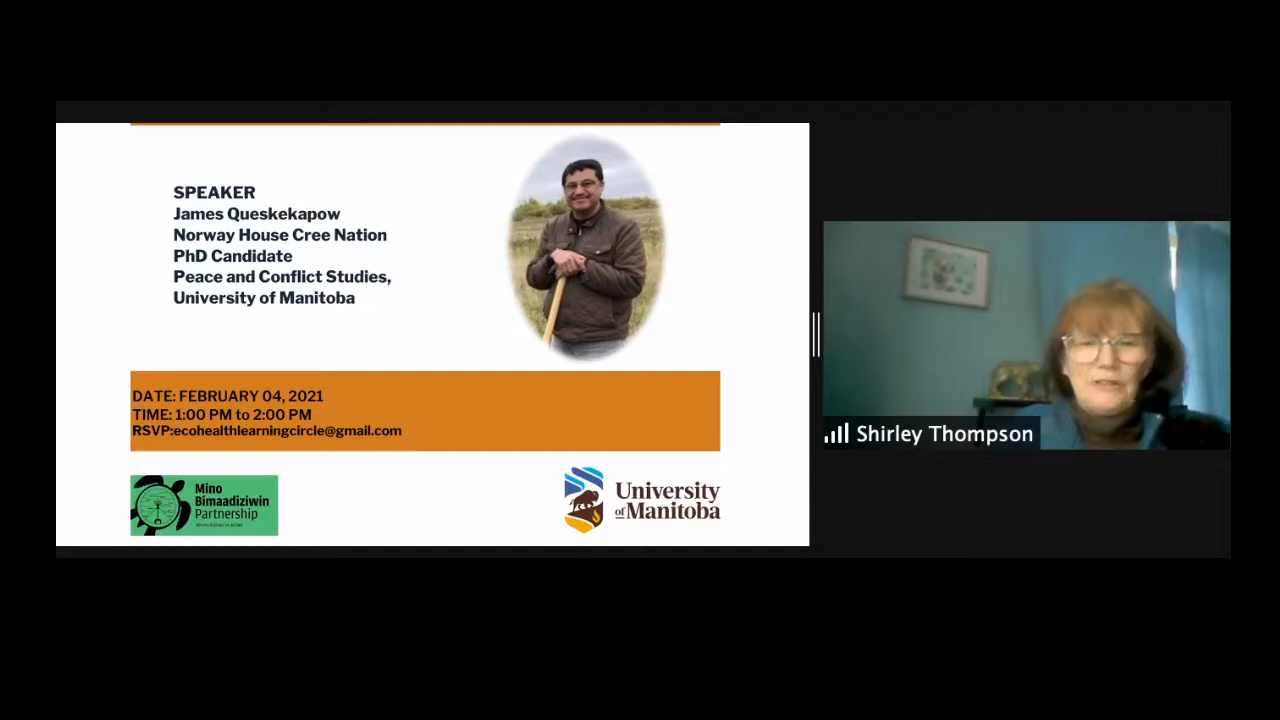 SPEAKER
James Queskekapow
Norway House Cree Nation
PhD Candidate
Peace and Conflict Studies,
University of Manitoba
DATE: FEBRUARY 04, 2021
TIME: 1:00 PM to 2:00 PM
RSVP:ecohealthlearningcircle@gmail.com
Mino
Bimaadiziwin
Partnership
University
of Manitoba
Shirley Thompson